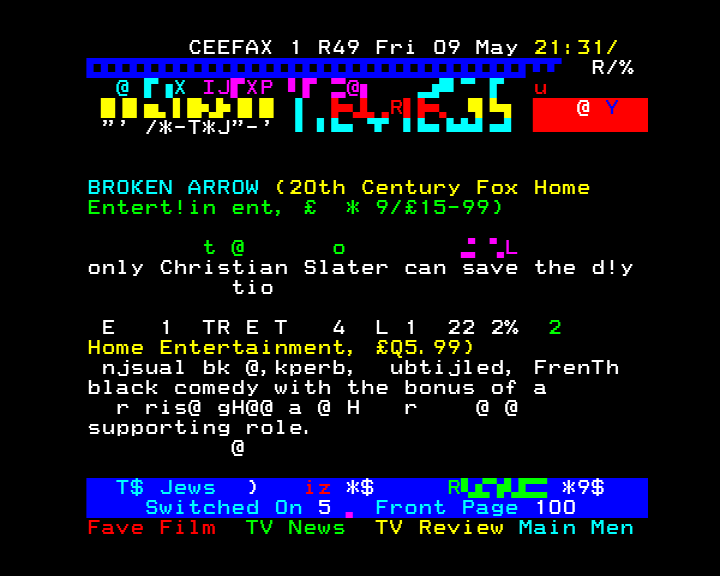 CEEFAX 1 R49 Fri 09 May 21:31/
R/%
BROKEN ARROW (20th Century Fox Home
Entert!in ent, £ * 9/£15-99)
t @ o L
only Christian Slater can save the d!y
tio
E 1 TR E T 4 L 1 22 2% 2
Home Entertainment, £Q5.99)
njsual bk @,kperb, ubtijled, FrenTh
black comedy with the bonus of a
r ris@ gH@@ a @ H r @ @
supporting role.
@
T$ Jews ) iz *$ R *9$
Switched On 5 Front Page 100
Fave Film TV News TV Review Main Men